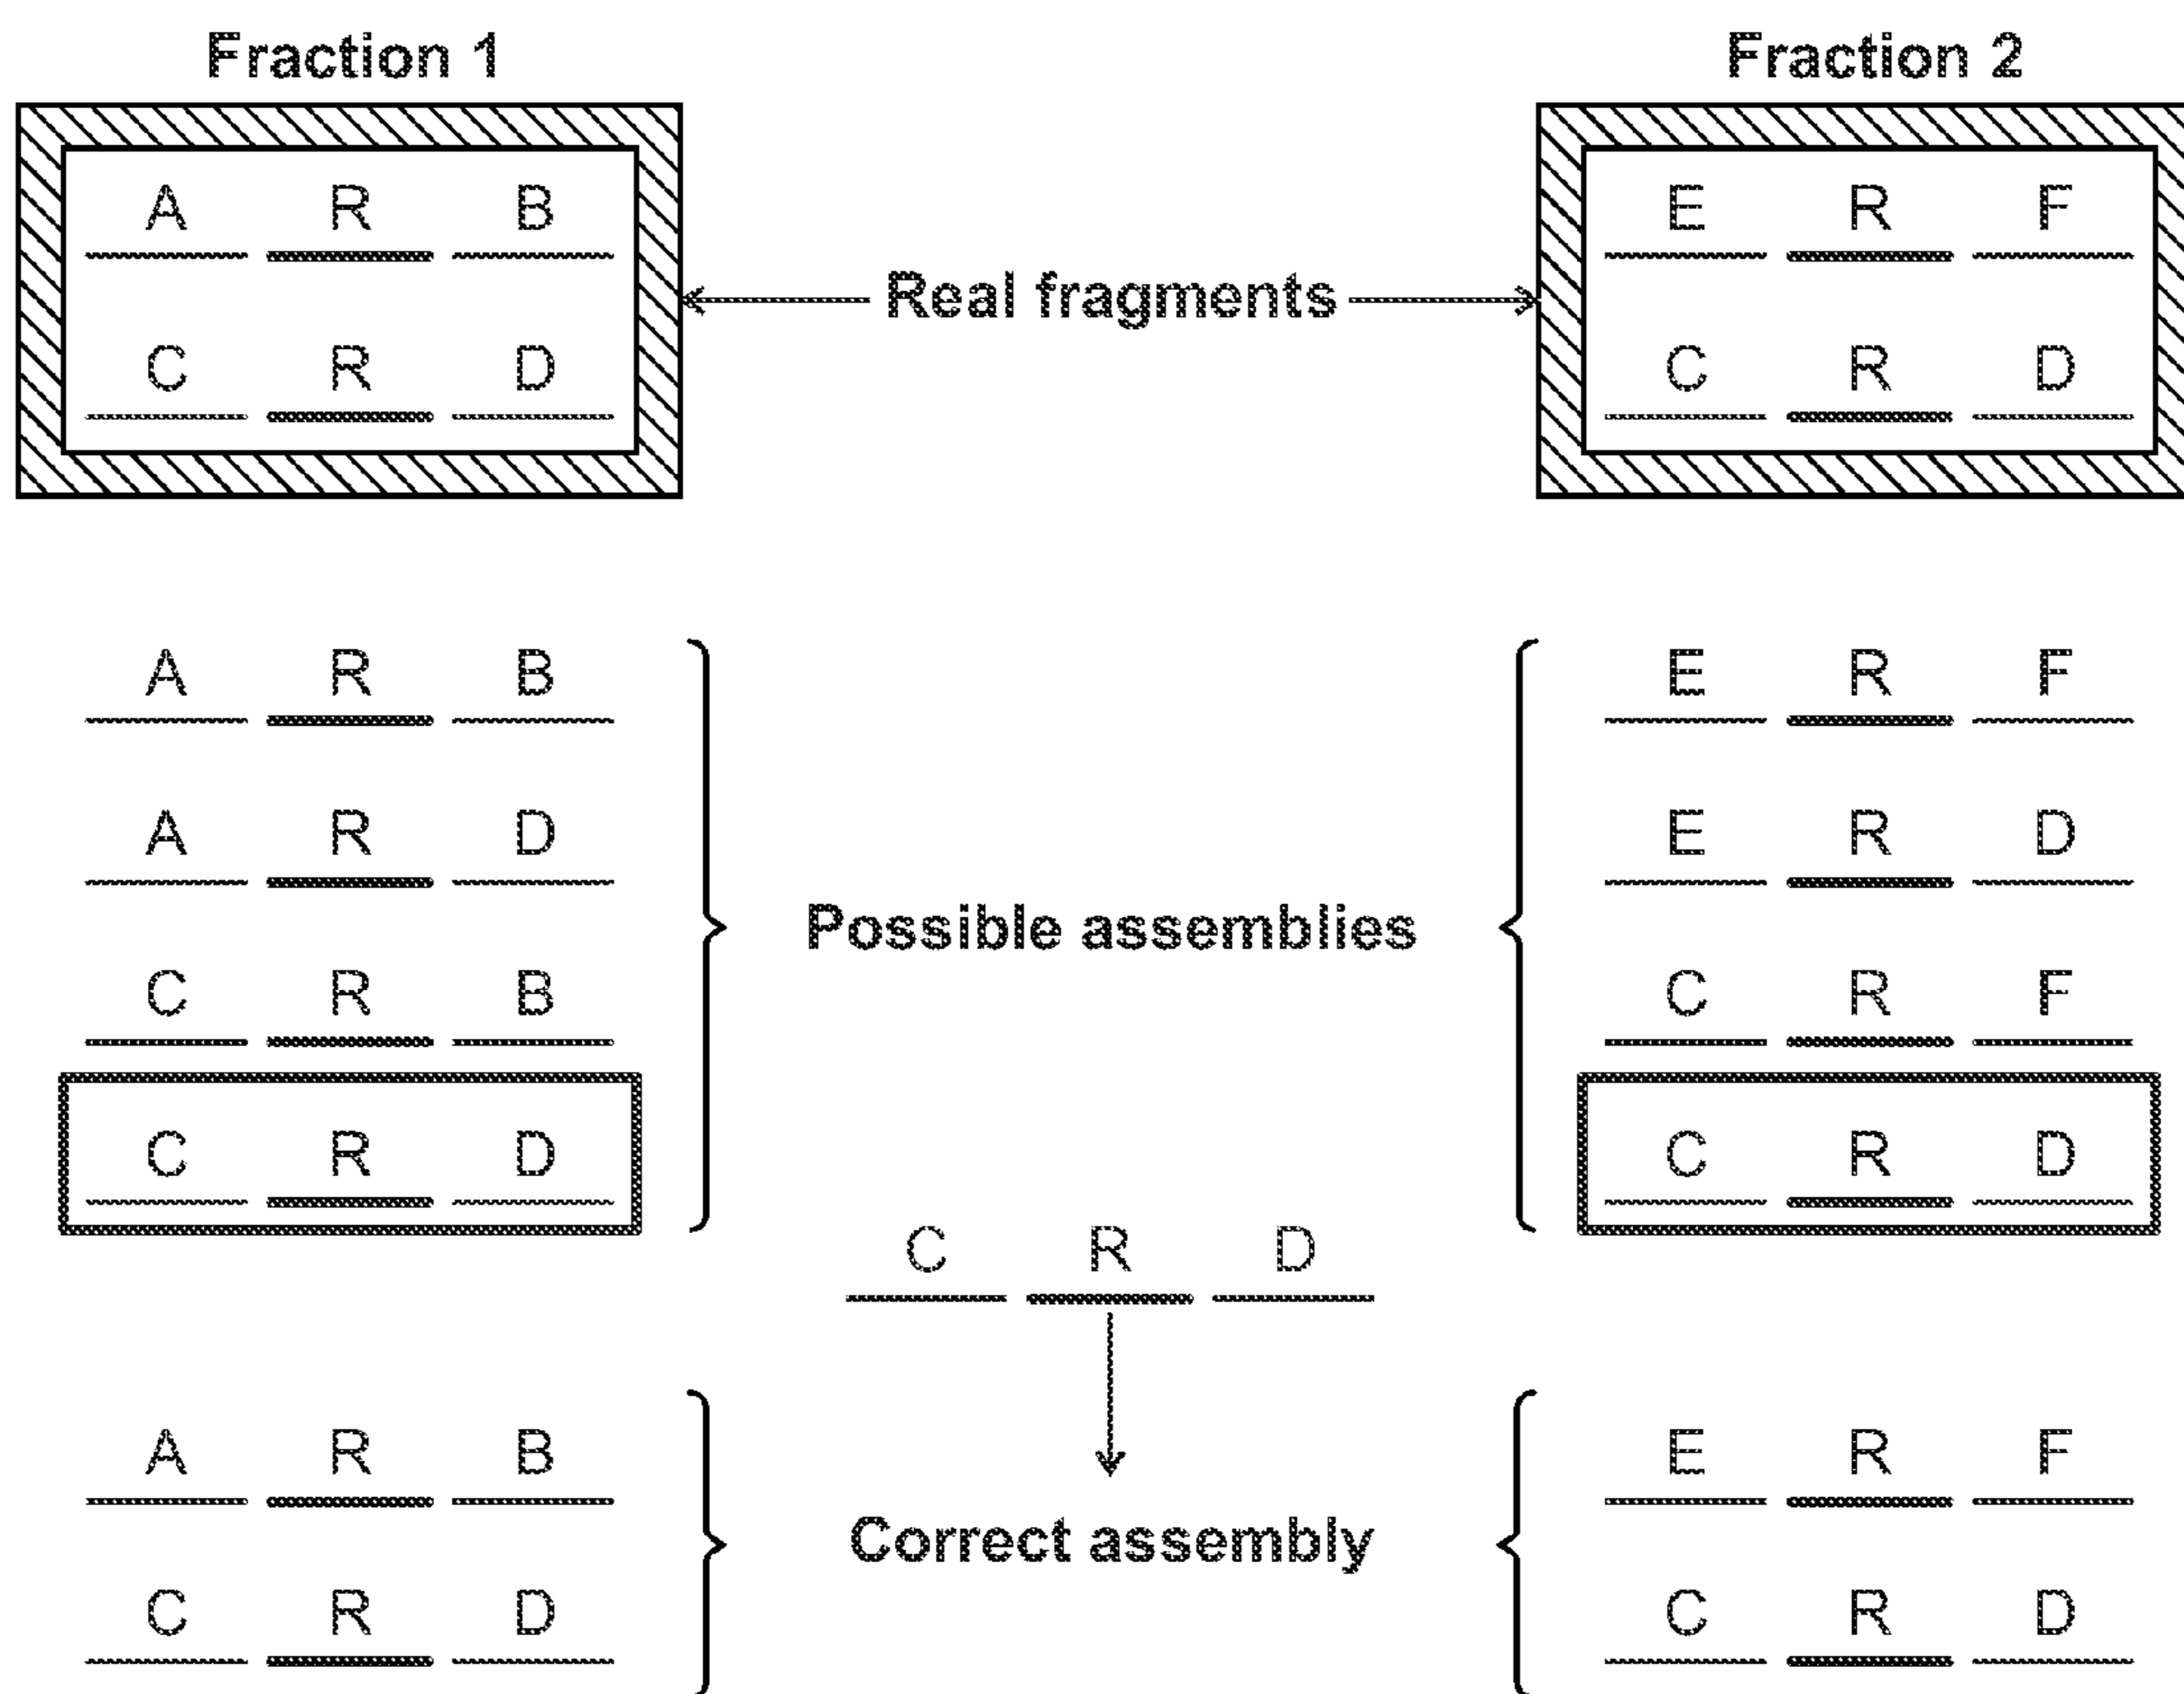 Fraction 1 Fraction 2
A R B E R F
Real fragments
C R D C R D
A R B E R F
A R D E R D
Possible assemblies
C R B C R F
C R D C R D
C R D
A R B E R F
Correct assembly
C R D C R D